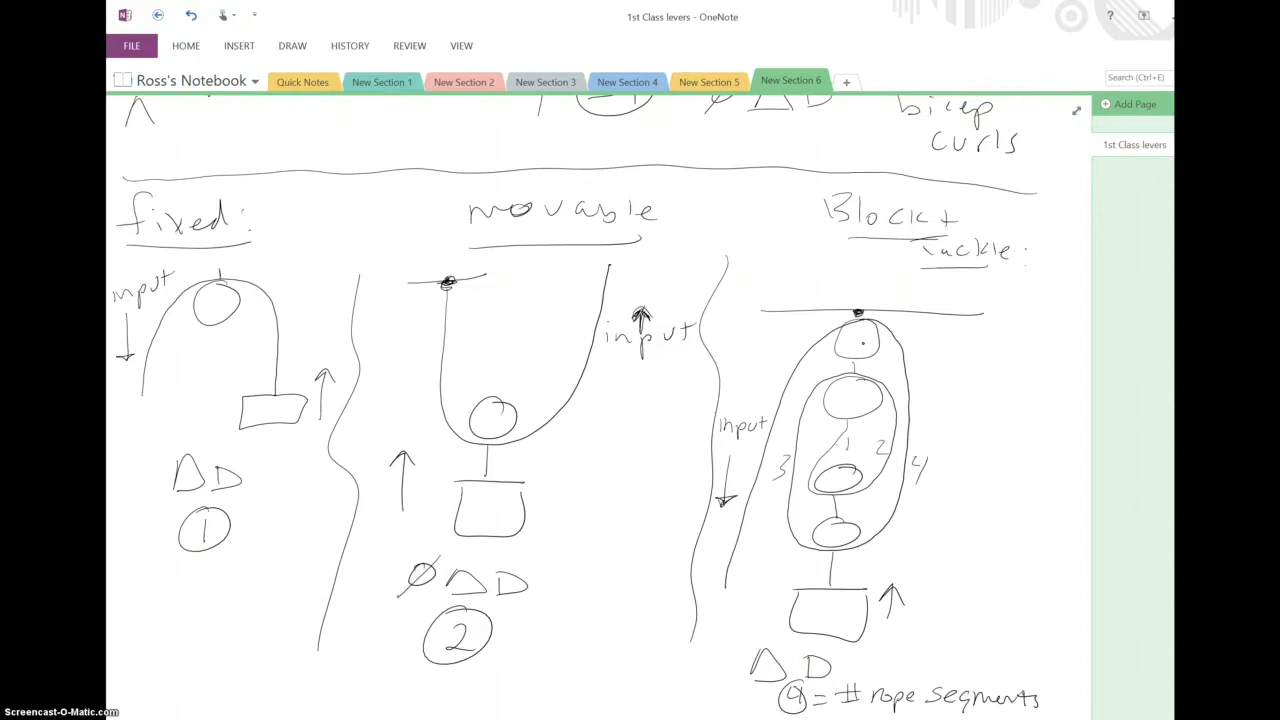 1st Class levers - OneNote
?
FILE HOME INSERT DRAW HISTORY REVIEW VIEW
Ross's Notebook Quick Notes New Section 1 New Section 2 New Section 3 New Section 4 New Section 5 New Section 6 + Search (Ctrl+E)
Add Page
1st Class levers
bicep
curls
fixed:
movable
Block +
Tackle:
input
input
input
1 2
3 4
Δ D
1
∅ Δ D
2
Δ D
4 = # rope segments
Screencast-O-Matic.com